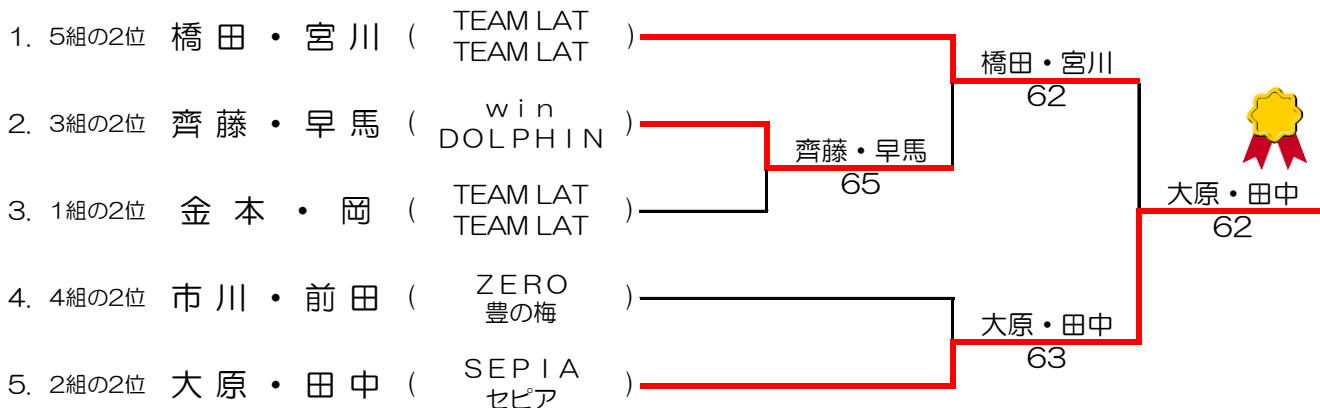 1. 5組の2位 橋田・宮川 ( TEAM LAT
TEAM LAT )
橋田・宮川
62
2. 3組の2位 齊藤・早馬 ( ｗｉｎ
ＤＯＬＰＨＩＮ )
齊藤・早馬
65
3. 1組の2位 金本・岡 ( TEAM LAT
TEAM LAT )
大原・田中
62
4. 4組の2位 市川・前田 ( ＺＥＲＯ
豊の梅 )
大原・田中
63
5. 2組の2位 大原・田中 ( ＳＥＰＩＡ
セピア )